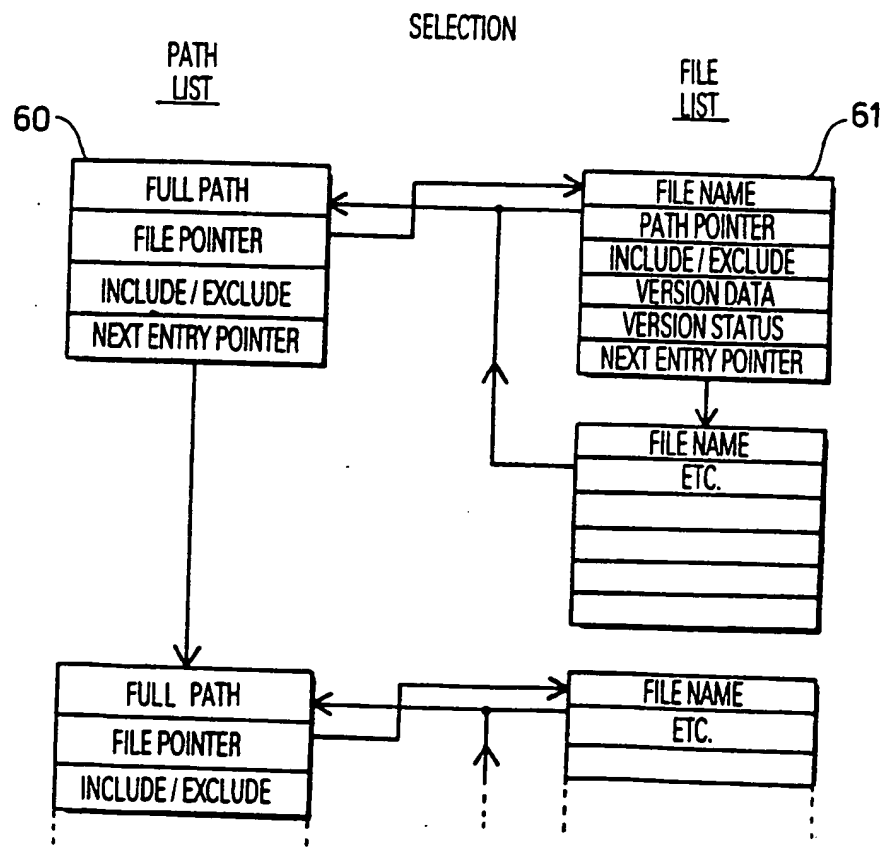 SELECTION
PATH
LIST
FILE
LIST
60
61
FULL PATH
FILE POINTER
INCLUDE / EXCLUDE
NEXT ENTRY POINTER
FILE NAME
PATH POINTER
INCLUDE / EXCLUDE
VERSION DATA
VERSION STATUS
NEXT ENTRY POINTER
FILE NAME
ETC.
FULL PATH
FILE POINTER
INCLUDE / EXCLUDE
FILE NAME
ETC.